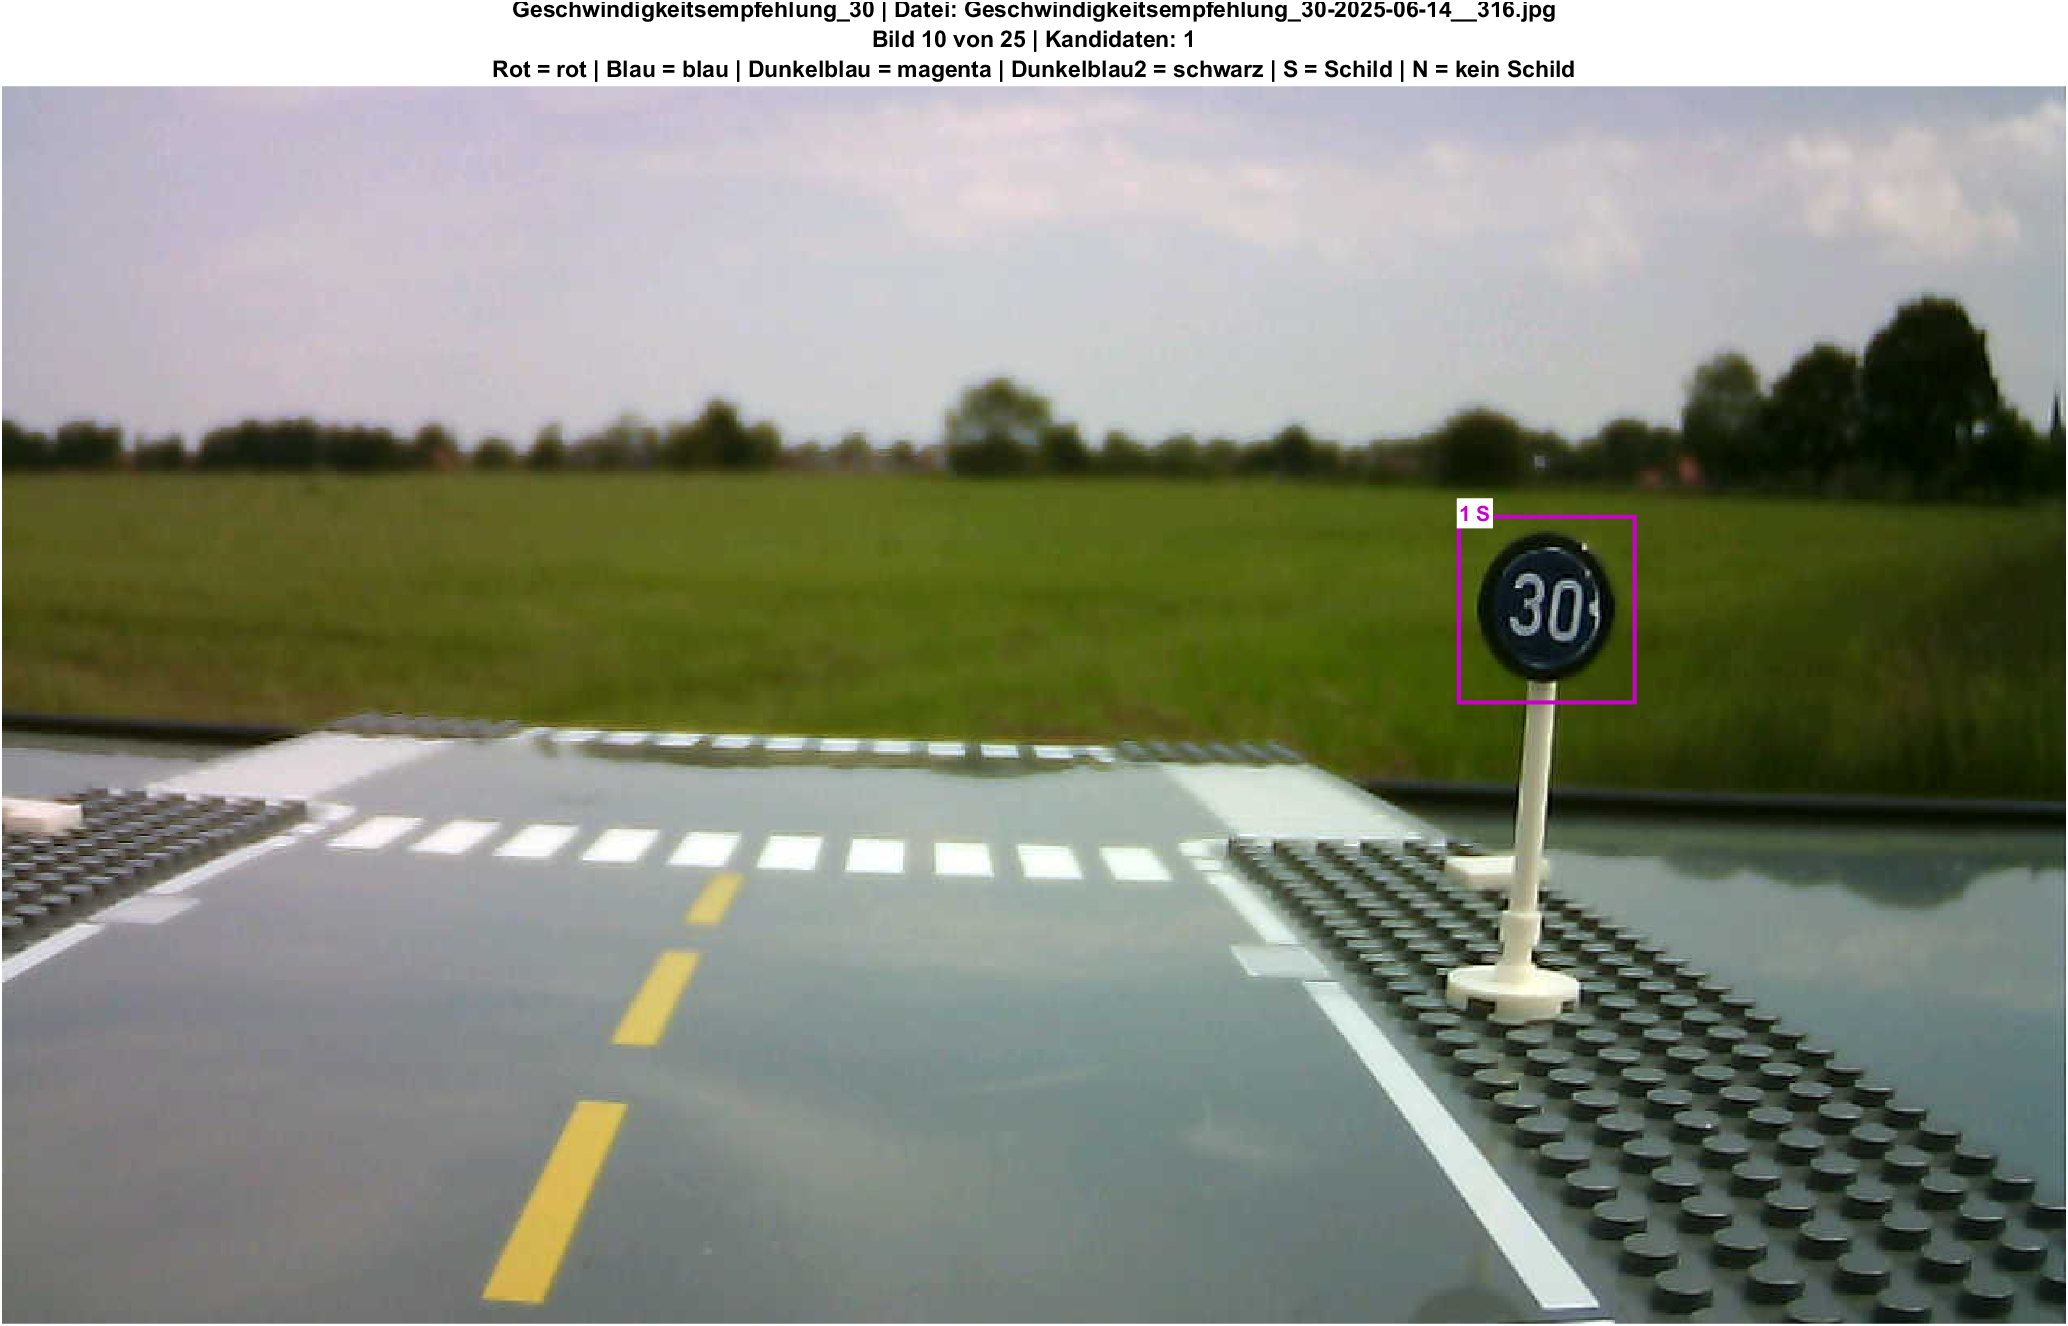 Geschwindigkeitsempfehlung_30 | Datei: Geschwindigkeitsempfehlung_30-2025-06-14__316.jpg
Bild 10 von 25 | Kandidaten: 1
Rot = rot | Blau = blau | Dunkelblau = magenta | Dunkelblau2 = schwarz | S = Schild | N = kein Schild
1 S
30